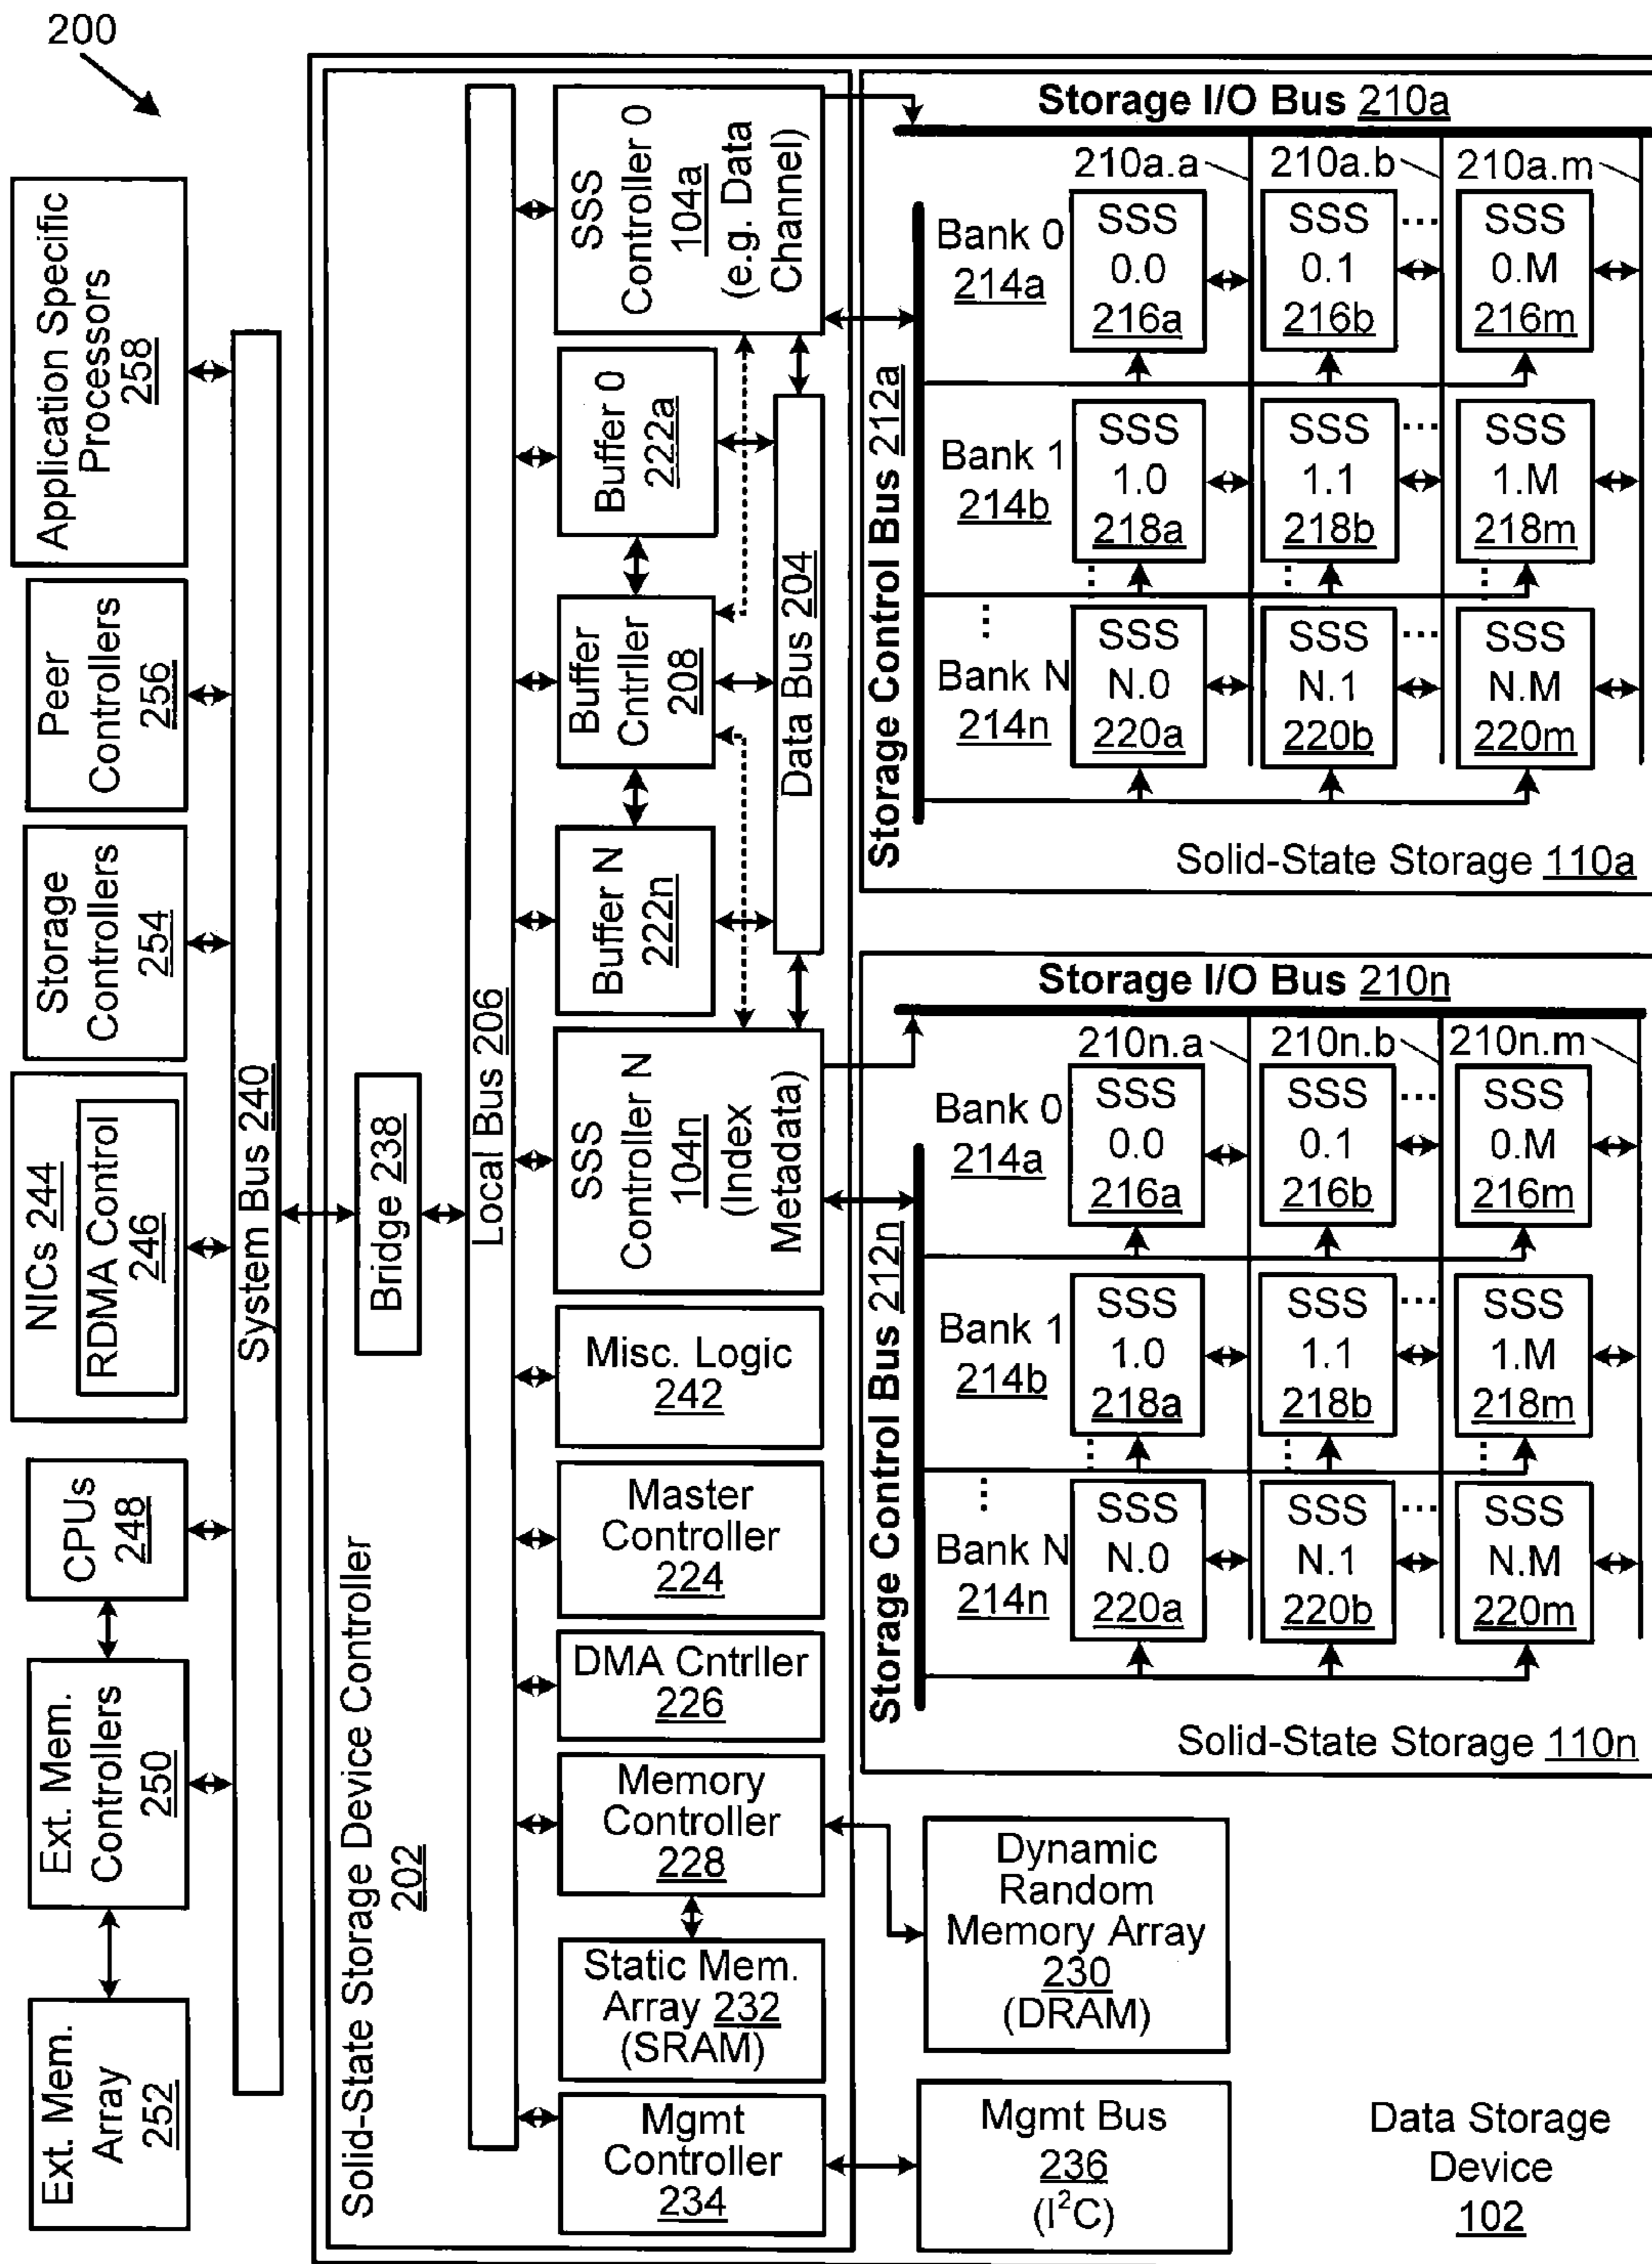 200
Application Specific
Processors
258
Peer
Controllers
256
Storage
Controllers
254
NICs 244
RDMA Control
246
CPUs
248
Ext. Mem.
Controllers
250
Ext. Mem.
Array
252
System Bus 240
Solid-State Storage Device Controller
202
Bridge 238
Local Bus 206
SSS
Controller 0
104a
(e.g. Data
Channel)
Buffer 0
222a
Buffer
Cntrller
208
Buffer N
222n
Data Bus 204
SSS
Controller N
104n
(Index
Metadata)
Misc. Logic
242
Master
Controller
224
DMA Cntrller
226
Memory
Controller
228
Static Mem.
Array 232
(SRAM)
Mgmt
Controller
234
Storage I/O Bus 210a
210a.a
210a.b
210a.m
Storage Control Bus 212a
Bank 0
214a
SSS
0.0
216a
SSS
0.1
216b
...
SSS
0.M
216m
Bank 1
214b
SSS
1.0
218a
SSS
1.1
218b
...
SSS
1.M
218m
...
...
...
...
Bank N
214n
SSS
N.0
220a
SSS
N.1
220b
...
SSS
N.M
220m
Solid-State Storage 110a
Storage I/O Bus 210n
210n.a
210n.b
210n.m
Storage Control Bus 212n
Bank 0
214a
SSS
0.0
216a
SSS
0.1
216b
...
SSS
0.M
216m
Bank 1
214b
SSS
1.0
218a
SSS
1.1
218b
...
SSS
1.M
218m
...
...
...
...
Bank N
214n
SSS
N.0
220a
SSS
N.1
220b
...
SSS
N.M
220m
Solid-State Storage 110n
Dynamic
Random
Memory Array
230
(DRAM)
Mgmt Bus
236
(I²C)
Data Storage
Device
102